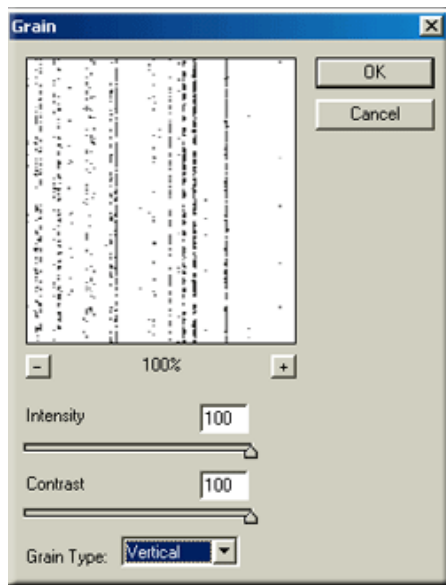 Grain
OK
Cancel
100%
Intensity 100
Contrast 100
Grain Type: Vertical